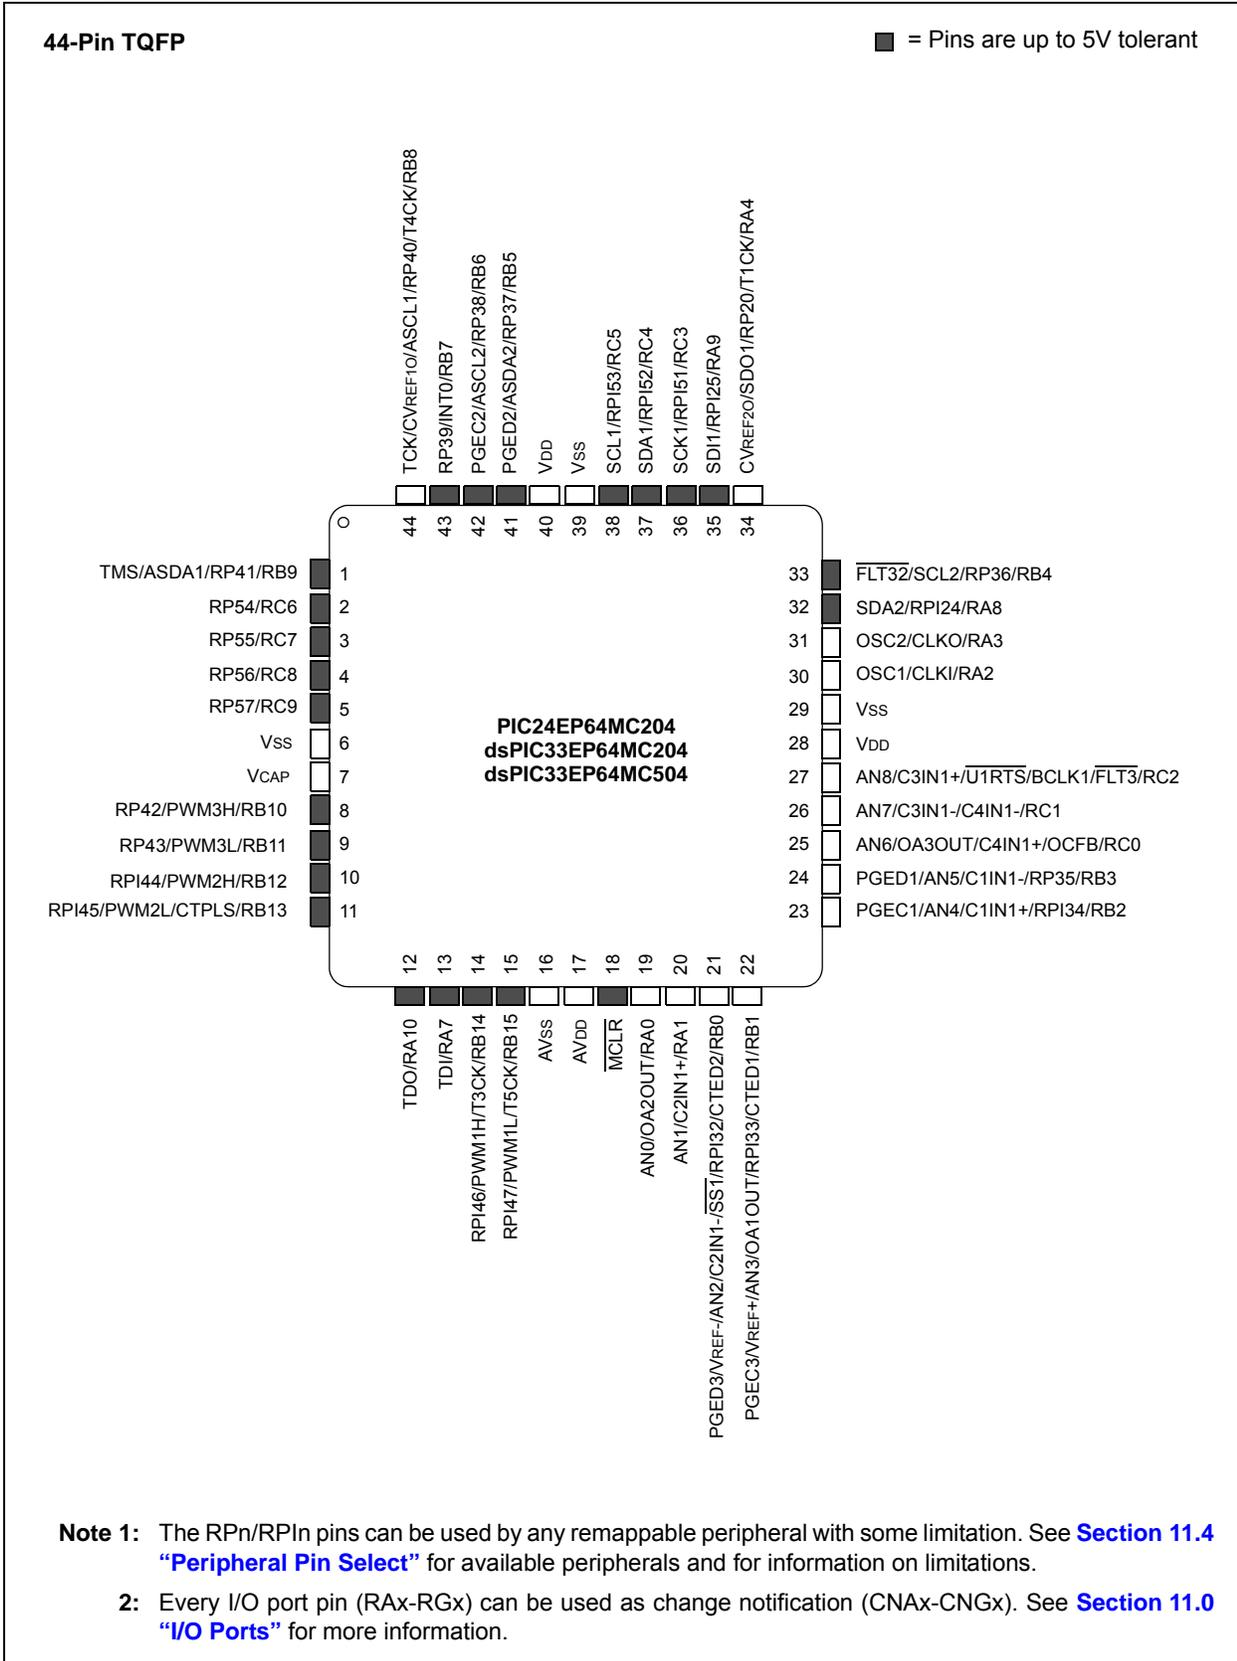 44-Pin TQFP
= Pins are up to 5V tolerant
TCK/CVREF1O/ASCL1/RP40/T4CK/RB8
RP39/INT0/RB7
PGEC2/ASCL2/RP38/RB6
PGED2/ASDA2/RP37/RB5
VDD
VSS
SCL1/RPI53/RC5
SDA1/RPI52/RC4
SCK1/RPI51/RC3
SDI1/RPI25/RA9
CVREF2O/SDO1/RP20/T1CK/RA4
44 43 42 41 40 39 38 37 36 35 34
TMS/ASDA1/RP41/RB9 1
RP54/RC6 2
RP55/RC7 3
RP56/RC8 4
RP57/RC9 5
VSS 6
VCAP 7
RP42/PWM3H/RB10 8
RP43/PWM3L/RB11 9
RPI44/PWM2H/RB12 10
RPI45/PWM2L/CTPLS/RB13 11
PIC24EP64MC204
dsPIC33EP64MC204
dsPIC33EP64MC504
33 FLT32/SCL2/RP36/RB4
32 SDA2/RPI24/RA8
31 OSC2/CLKO/RA3
30 OSC1/CLKI/RA2
29 VSS
28 VDD
27 AN8/C3IN1+/U1RTS/BCLK1/FLT3/RC2
26 AN7/C3IN1-/C4IN1-/RC1
25 AN6/OA3OUT/C4IN1+/OCFB/RC0
24 PGED1/AN5/C1IN1-/RP35/RB3
23 PGEC1/AN4/C1IN1+/RPI34/RB2
12 13 14 15 16 17 18 19 20 21 22
TDO/RA10
TDI/RA7
RPI46/PWM1H/T3CK/RB14
RPI47/PWM1L/T5CK/RB15
AVSS
AVDD
MCLR
AN0/OA2OUT/RA0
AN1/C2IN1+/RA1
PGED3/VREF-/AN2/C2IN1-/SS1/RPI32/CTED2/RB0
PGEC3/VREF+/AN3/OA1OUT/RPI33/CTED1/RB1
Note 1: The RPn/RPIn pins can be used by any remappable peripheral with some limitation. See Section 11.4
“Peripheral Pin Select” for available peripherals and for information on limitations.
2: Every I/O port pin (RAx-RGx) can be used as change notification (CNAx-CNGx). See Section 11.0
“I/O Ports” for more information.